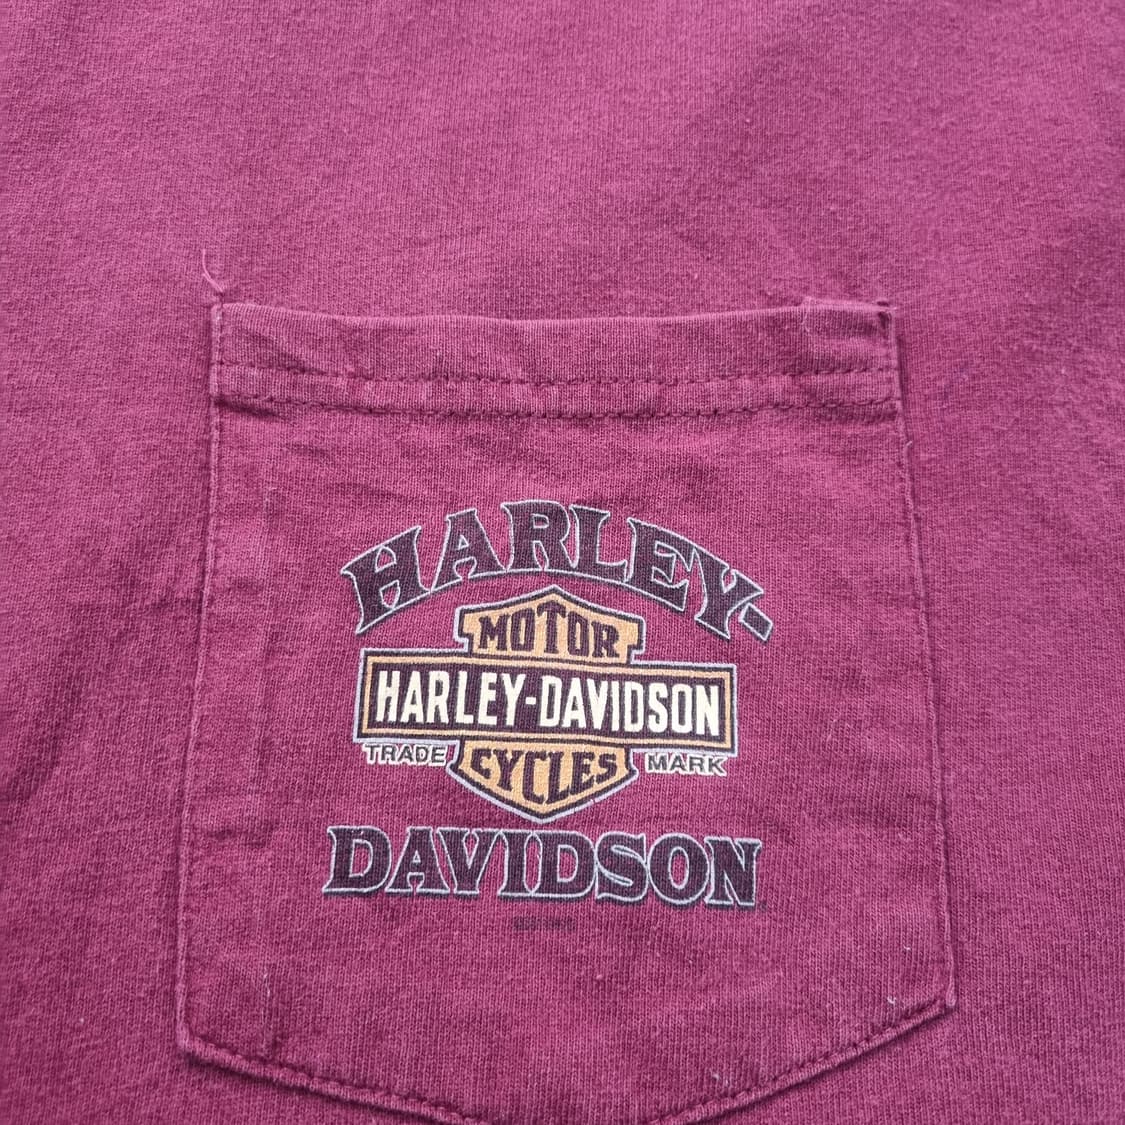 HARLEY-
MOTOR
HARLEY-DAVIDSON
TRADE MARK
CYCLES
DAVIDSON